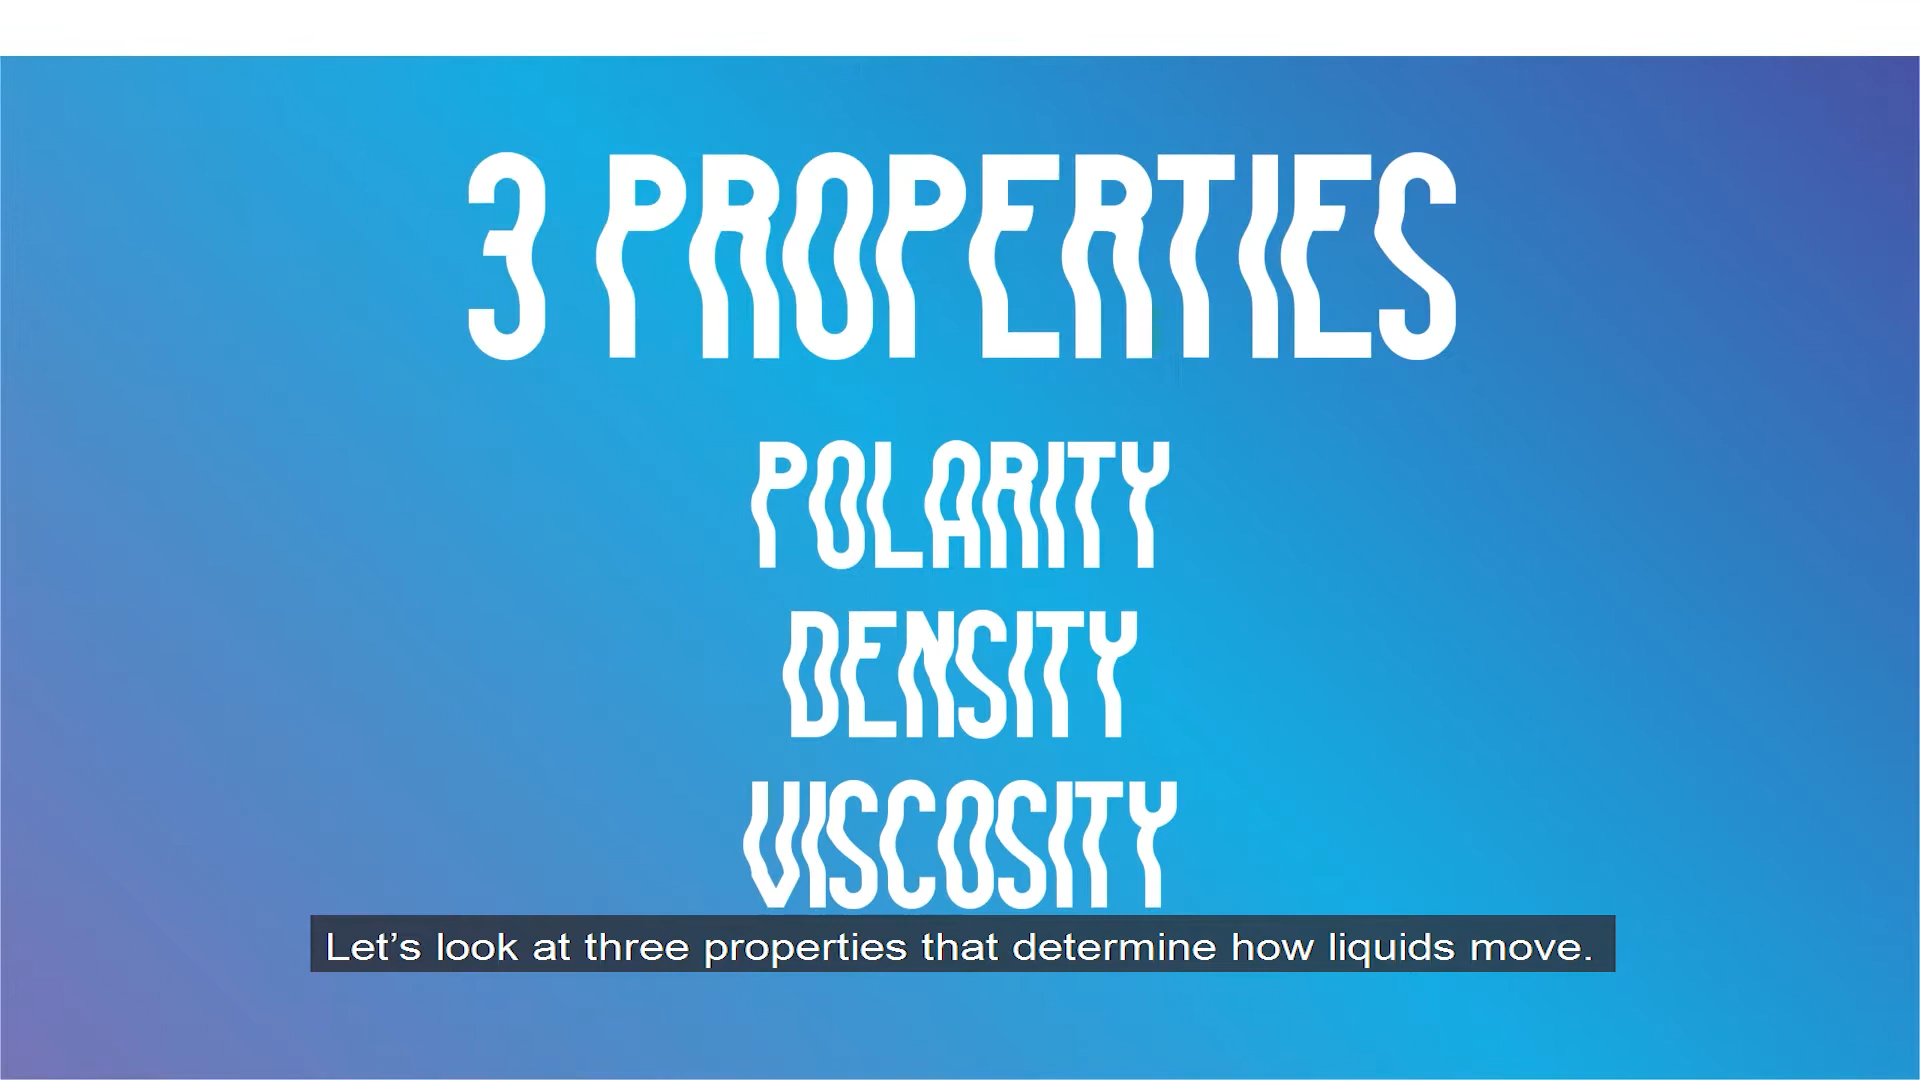 3 PROPERTIES
POLARITY
DENSITY
VISCOSITY
Let’s look at three properties that determine how liquids move.